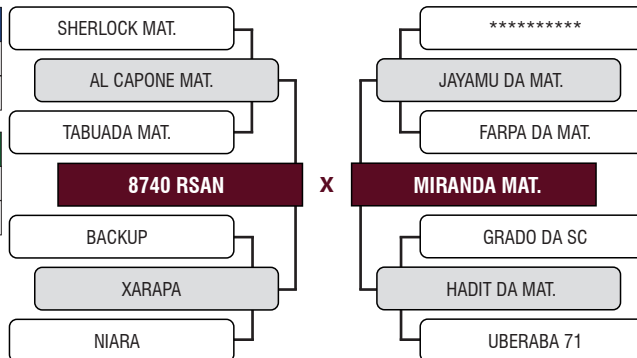 SHERLOCK MAT.
AL CAPONE MAT.
TABUADA MAT.
8740 RSAN
BACKUP
XARAPA
NIARA
X
**********
JAYAMU DA MAT.
FARPA DA MAT.
MIRANDA MAT.
GRADO DA SC
HADIT DA MAT.
UBERABA 71